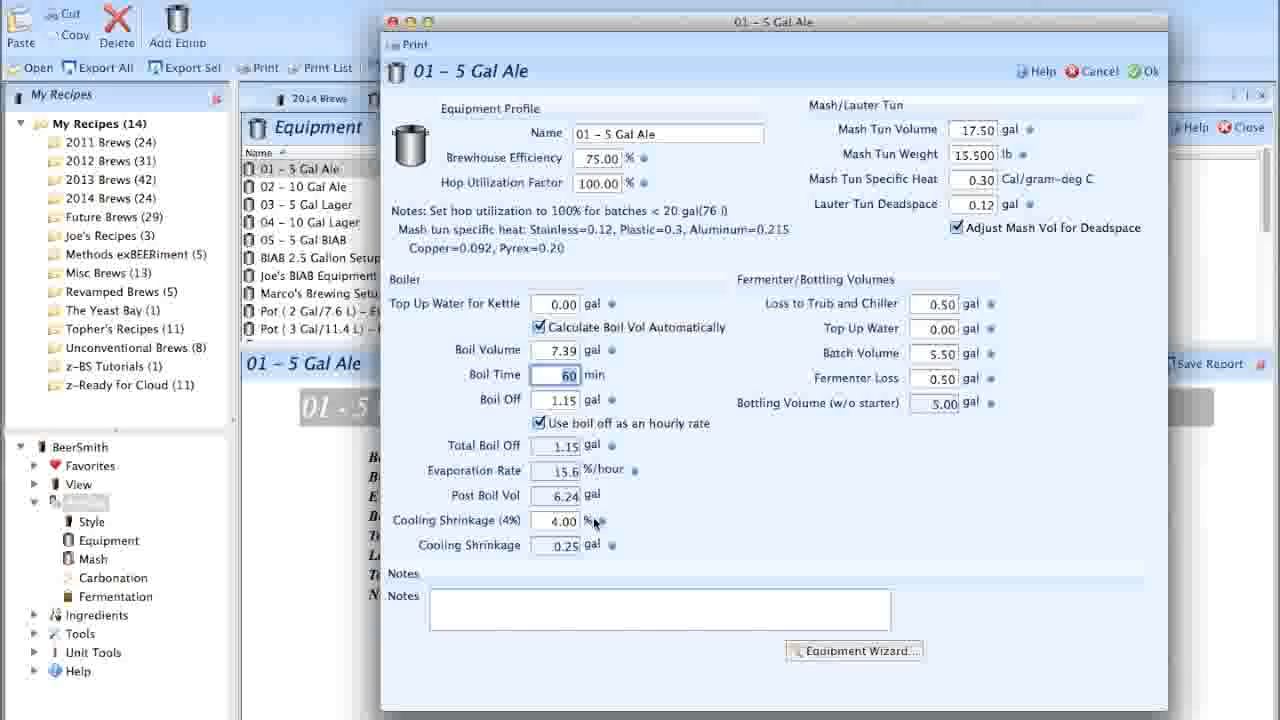 Paste
Cut
Copy
Delete
Add Equip
Open
Export All
Export Sel
Print
Print List
My Recipes
My Recipes (14)
2011 Brews (24)
2012 Brews (31)
2013 Brews (42)
2014 Brews (24)
Future Brews (29)
Joe's Recipes (3)
Methods exBEERiment (5)
Misc Brews (13)
Revamped Brews (5)
The Yeast Bay (1)
Topher's Recipes (11)
Unconventional Brews (8)
z-BS Tutorials (1)
z-Ready for Cloud (11)
BeerSmith
Favorites
View
Style
Equipment
Mash
Carbonation
Fermentation
Ingredients
Tools
Unit Tools
Help
2014 Brews
Equipment
Name
01 - 5 Gal Ale
02 - 10 Gal Ale
03 - 5 Gal Lager
04 - 10 Gal Lager
05 - 5 Gal BIAB
BIAB 2.5 Gallon Setup
Joe's BIAB Equipment
Marco's Brewing Setu
Pot ( 2 Gal/7.6 L) - E
Pot ( 3 Gal/11.4 L) -
01 - 5 Gal Ale
01 - 5
Help
Close
Save Report
01 - 5 Gal Ale
Print
01 - 5 Gal Ale
Help
Cancel
Ok
Equipment Profile
Name 01 - 5 Gal Ale
Brewhouse Efficiency 75.00 %
Hop Utilization Factor 100.00 %
Notes: Set hop utilization to 100% for batches < 20 gal(76 l)
Mash tun specific heat: Stainless=0.12, Plastic=0.3, Aluminum=0.215
Copper=0.092, Pyrex=0.20
Mash/Lauter Tun
Mash Tun Volume 17.50 gal
Mash Tun Weight 15.500 lb
Mash Tun Specific Heat 0.30 Cal/gram-deg C
Lauter Tun Deadspace 0.12 gal
Adjust Mash Vol for Deadspace
Boiler
Top Up Water for Kettle 0.00 gal
Calculate Boil Vol Automatically
Boil Volume 7.39 gal
Boil Time 60 min
Boil Off 1.15 gal
Use boil off as an hourly rate
Total Boil Off 1.15 gal
Evaporation Rate 15.6 %/hour
Post Boil Vol 6.24 gal
Cooling Shrinkage (4%) 4.00 %
Cooling Shrinkage 0.25 gal
Fermenter/Bottling Volumes
Loss to Trub and Chiller 0.50 gal
Top Up Water 0.00 gal
Batch Volume 5.50 gal
Fermenter Loss 0.50 gal
Bottling Volume (w/o starter) 5.00 gal
Notes
Notes
Equipment Wizard...